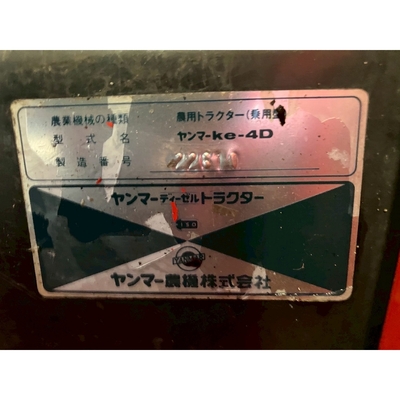 農業機械の種類 農用トラクター(乗用型)
型式名 ヤンマーke-4D
製造番号
ヤンマーディーゼルトラクター
YANMAR
ヤンマー農機株式会社